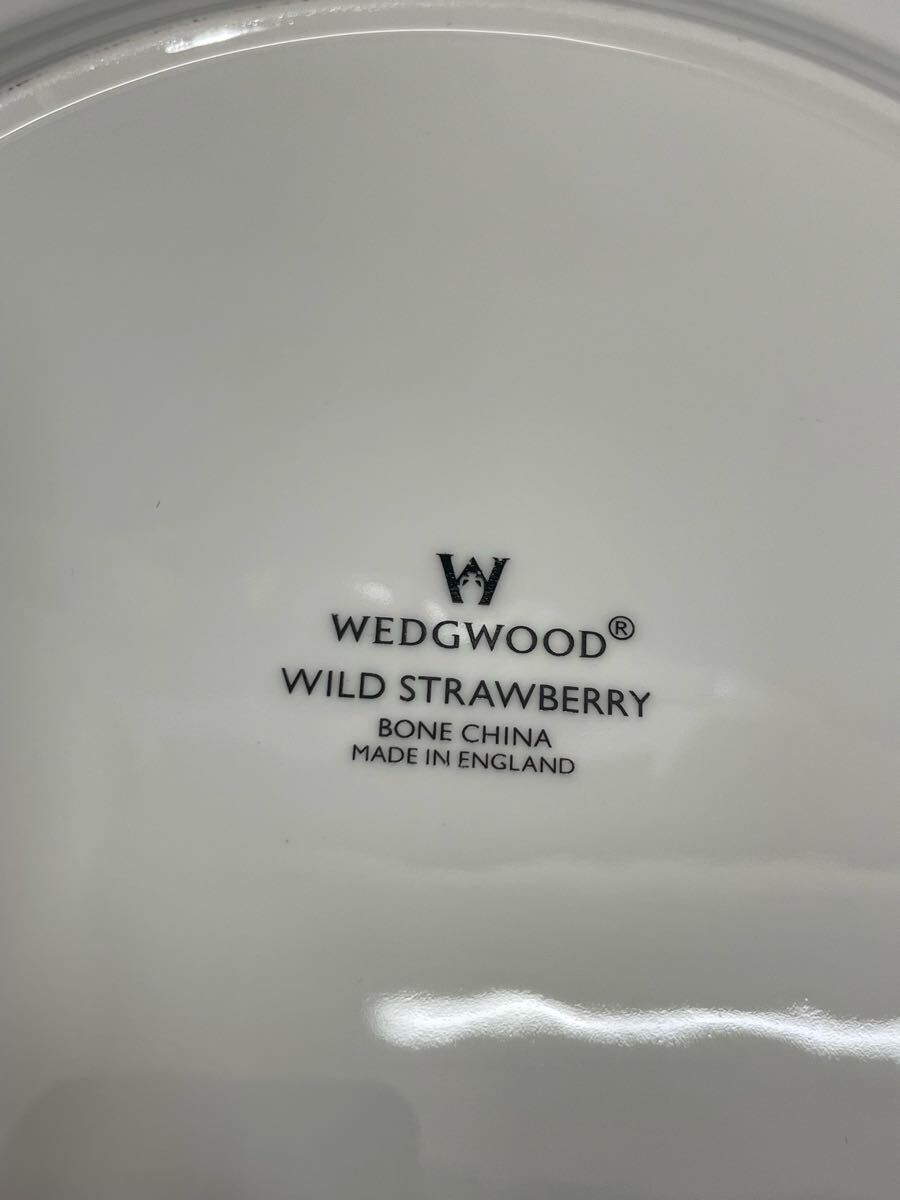 W
WEDGWOOD®
WILD STRAWBERRY
BONE CHINA
MADE IN ENGLAND